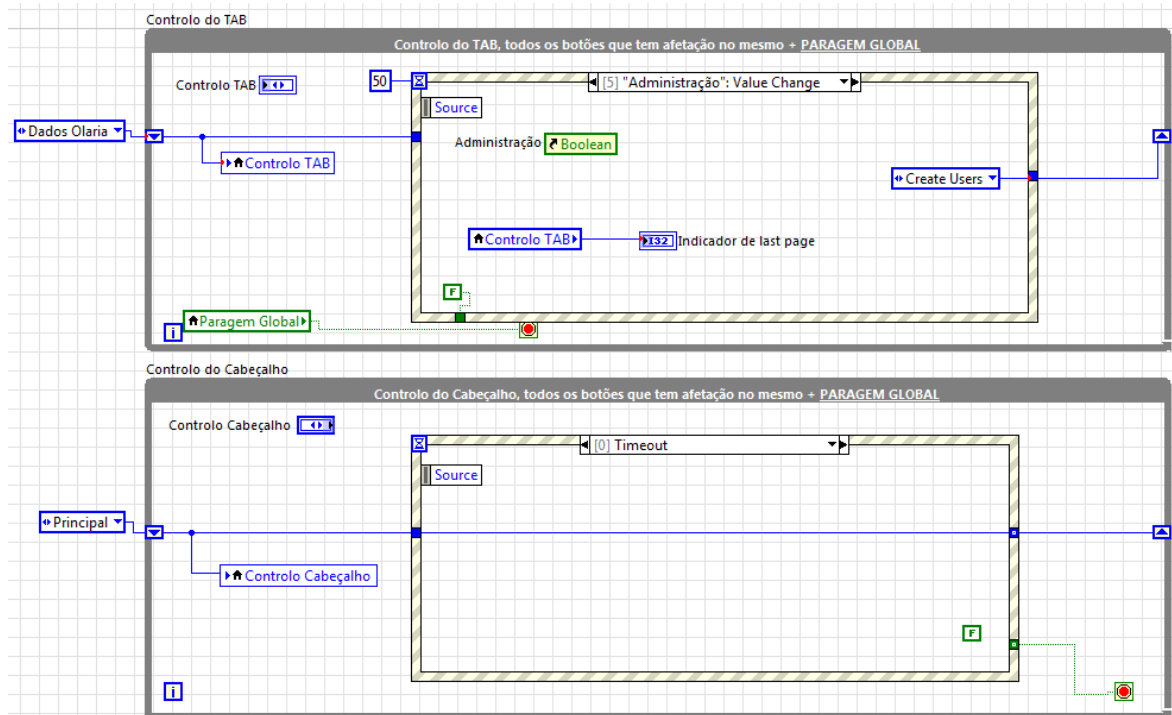 Controlo do TAB
Controlo do TAB, todos os botões que tem afetação no mesmo + PARAGEM GLOBAL
Controlo TAB
50
[5] "Administração": Value Change
Source
Dados Olaria
Administração
Boolean
Controlo TAB
Create Users
Controlo TAB
I32
Indicador de last page
F
Paragem Global
i
Controlo do Cabeçalho
Controlo do Cabeçalho, todos os botões que tem afetação no mesmo + PARAGEM GLOBAL
Controlo Cabeçalho
[0] Timeout
Source
Principal
Controlo Cabeçalho
F
i